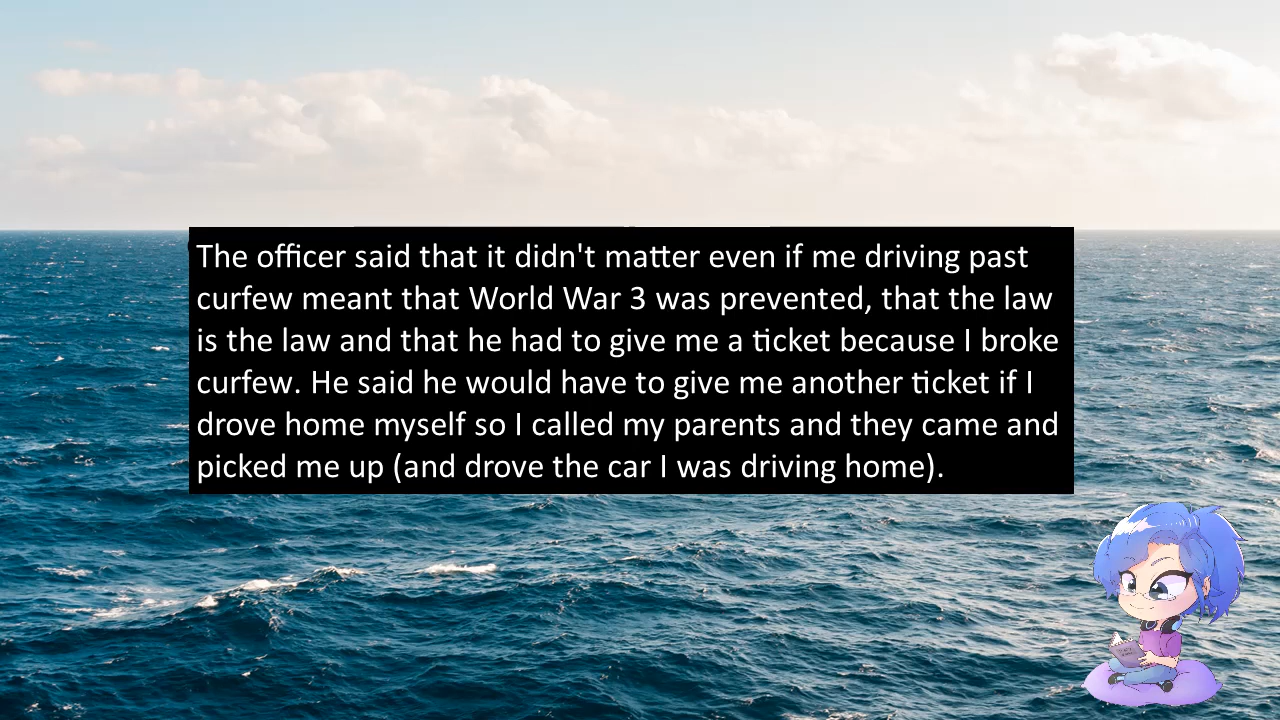 The officer said that it didn't matter even if me driving past
curfew meant that World War 3 was prevented, that the law
is the law and that he had to give me a ticket because I broke
curfew. He said he would have to give me another ticket if I
drove home myself so I called my parents and they came and
picked me up (and drove the car I was driving home).